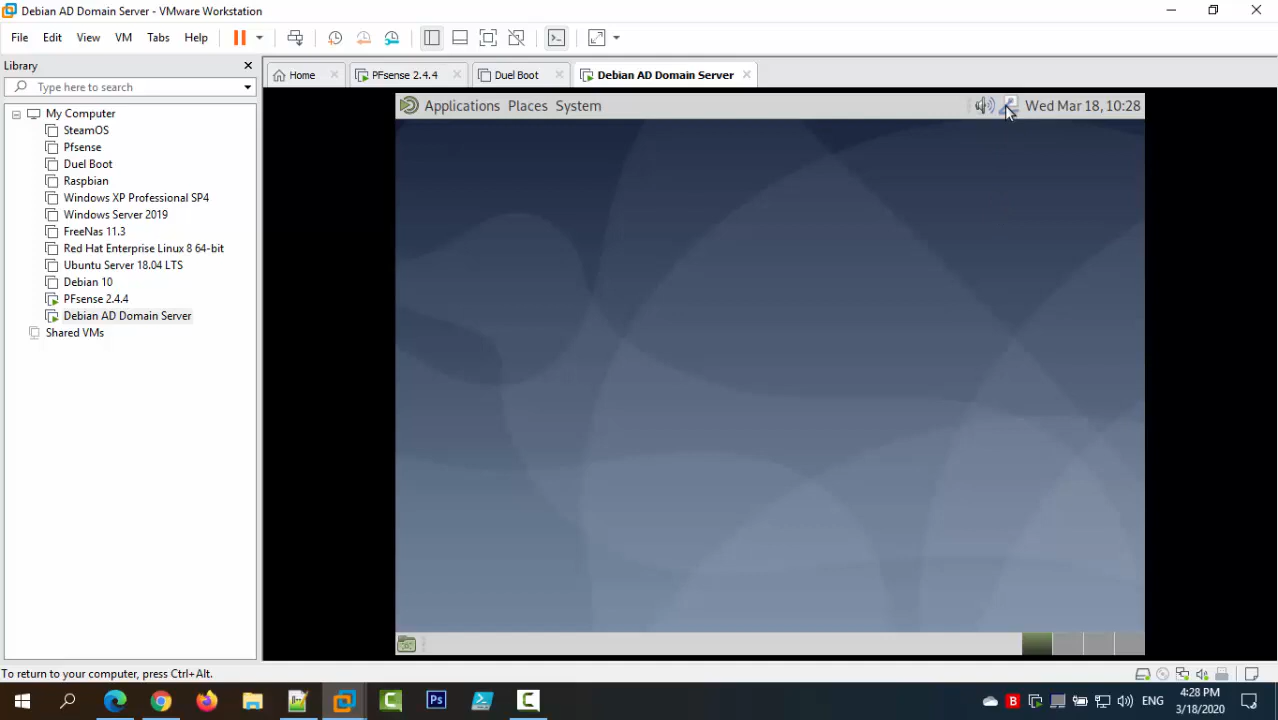 Debian AD Domain Server - VMware Workstation
File Edit View VM Tabs Help
Library
Type here to search
My Computer
SteamOS
Pfsense
Duel Boot
Raspbian
Windows XP Professional SP4
Windows Server 2019
FreeNas 11.3
Red Hat Enterprise Linux 8 64-bit
Ubuntu Server 18.04 LTS
Debian 10
PFsense 2.4.4
Debian AD Domain Server
Shared VMs
Home PFsense 2.4.4 Duel Boot Debian AD Domain Server
Applications Places System Wed Mar 18, 10:28
To return to your computer, press Ctrl+Alt.
Ps B ENG 4:28 PM
3/18/2020